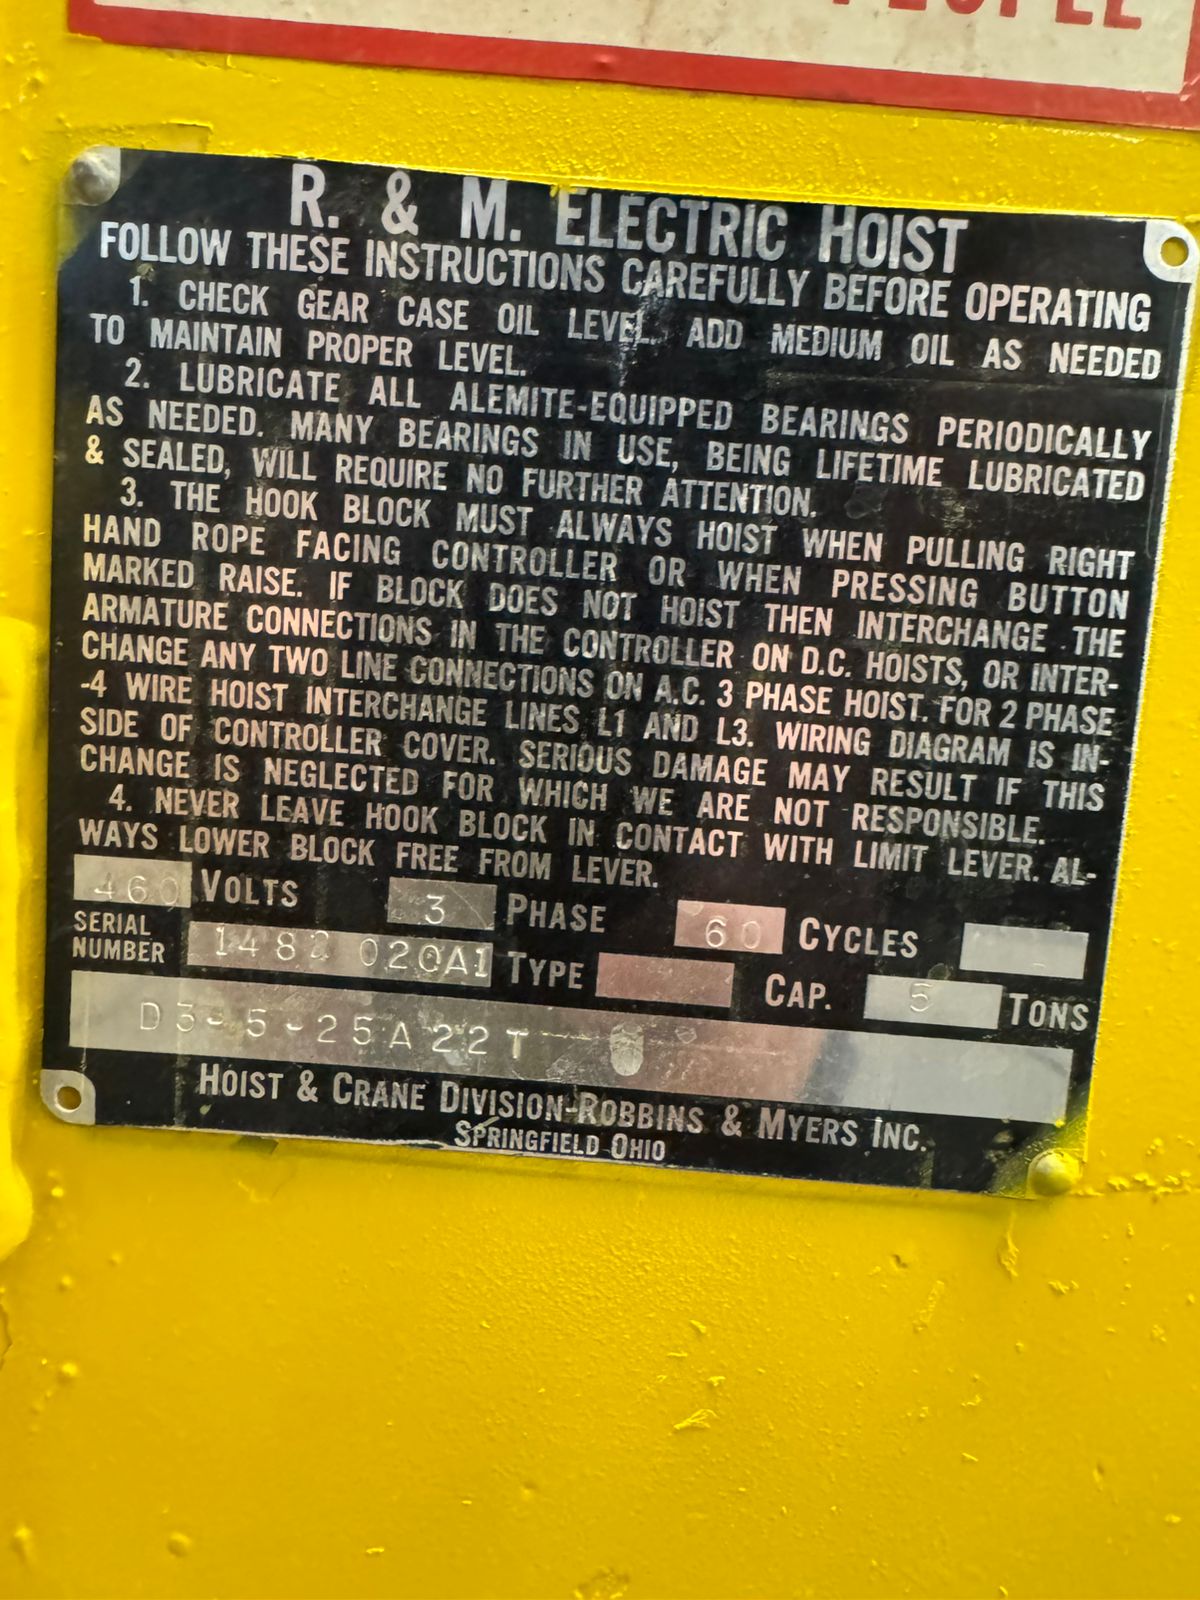 PEOPLE
R. & M. ELECTRIC HOIST
FOLLOW THESE INSTRUCTIONS CAREFULLY BEFORE OPERATING
1. CHECK GEAR CASE OIL LEVEL. ADD MEDIUM OIL AS NEEDED
TO MAINTAIN PROPER LEVEL.
2. LUBRICATE ALL ALEMITE-EQUIPPED BEARINGS PERIODICALLY
AS NEEDED. MANY BEARINGS IN USE, BEING LIFETIME LUBRICATED
& SEALED, WILL REQUIRE NO FURTHER ATTENTION.
3. THE HOOK BLOCK MUST ALWAYS HOIST WHEN PULLING RIGHT
HAND ROPE FACING CONTROLLER OR WHEN PRESSING BUTTON
MARKED RAISE. IF BLOCK DOES NOT HOIST THEN INTERCHANGE THE
ARMATURE CONNECTIONS IN THE CONTROLLER ON D.C. HOISTS, OR INTER-
CHANGE ANY TWO LINE CONNECTIONS ON A.C. 3 PHASE HOIST. FOR 2 PHASE
-4 WIRE HOIST INTERCHANGE LINES L1 AND L3. WIRING DIAGRAM IS IN-
SIDE OF CONTROLLER COVER. SERIOUS DAMAGE MAY RESULT IF THIS
CHANGE IS NEGLECTED FOR WHICH WE ARE NOT RESPONSIBLE.
4. NEVER LEAVE HOOK BLOCK IN CONTACT WITH LIMIT LEVER. AL-
WAYS LOWER BLOCK FREE FROM LEVER.
460 VOLTS 3 PHASE 60 CYCLES
SERIAL NUMBER 020A1 TYPE CAP. 5 TONS
D3-5-25A22T
HOIST & CRANE DIVISION-ROBBINS & MYERS INC.
SPRINGFIELD OHIO